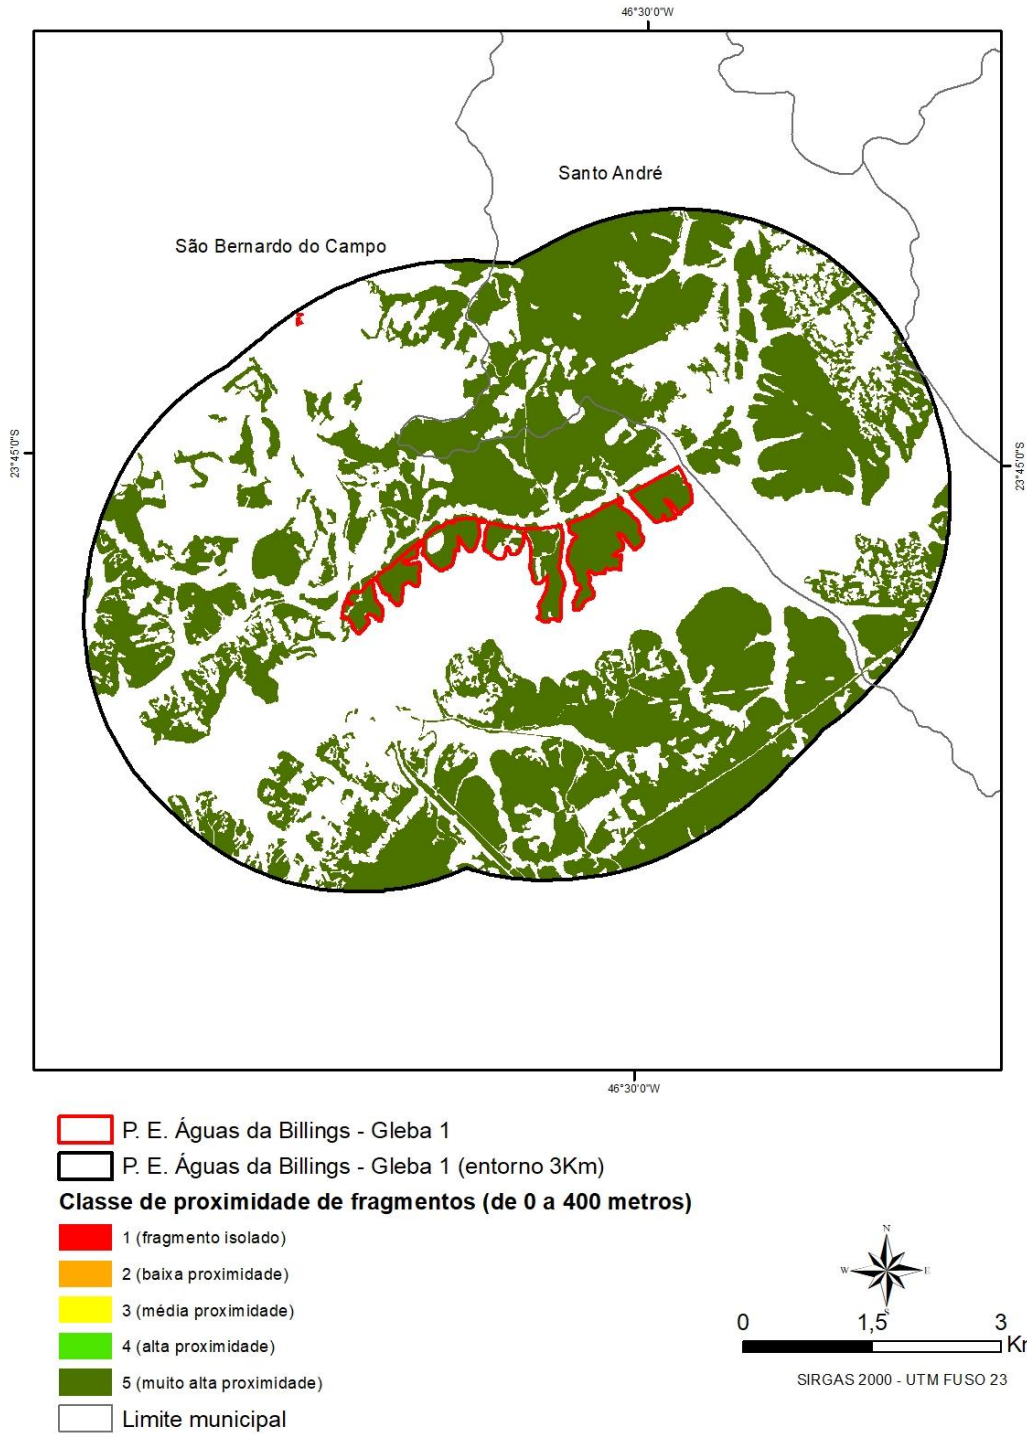 46°30'0"W
Santo André
São Bernardo do Campo
23°45'0"S
23°45'0"S
46°30'0"W
P. E. Águas da Billings - Gleba 1
P. E. Águas da Billings - Gleba 1 (entorno 3Km)
Classe de proximidade de fragmentos (de 0 a 400 metros)
1 (fragmento isolado)
2 (baixa proximidade)
3 (média proximidade)
4 (alta proximidade)
5 (muito alta proximidade)
Limite municipal
N
W E
S
0 1,5 3
Km
SIRGAS 2000 - UTM FUSO 23